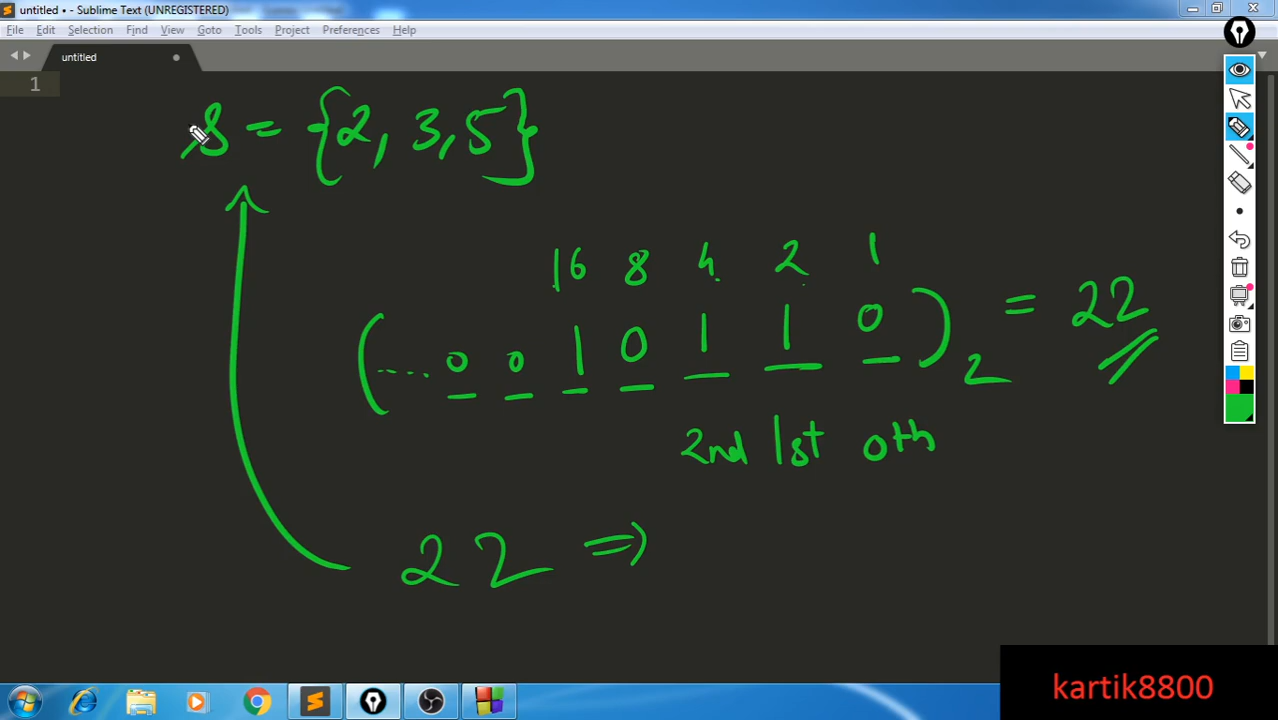 untitled • - Sublime Text (UNREGISTERED)
File Edit Selection Find View Goto Tools Project Preferences Help
untitled
1
S = {2, 3, 5}
16 8 4 2 1
(.... 0 0 1 0 1 1 0)2 = 22
2nd 1st 0th
22 ⇒
kartik8800